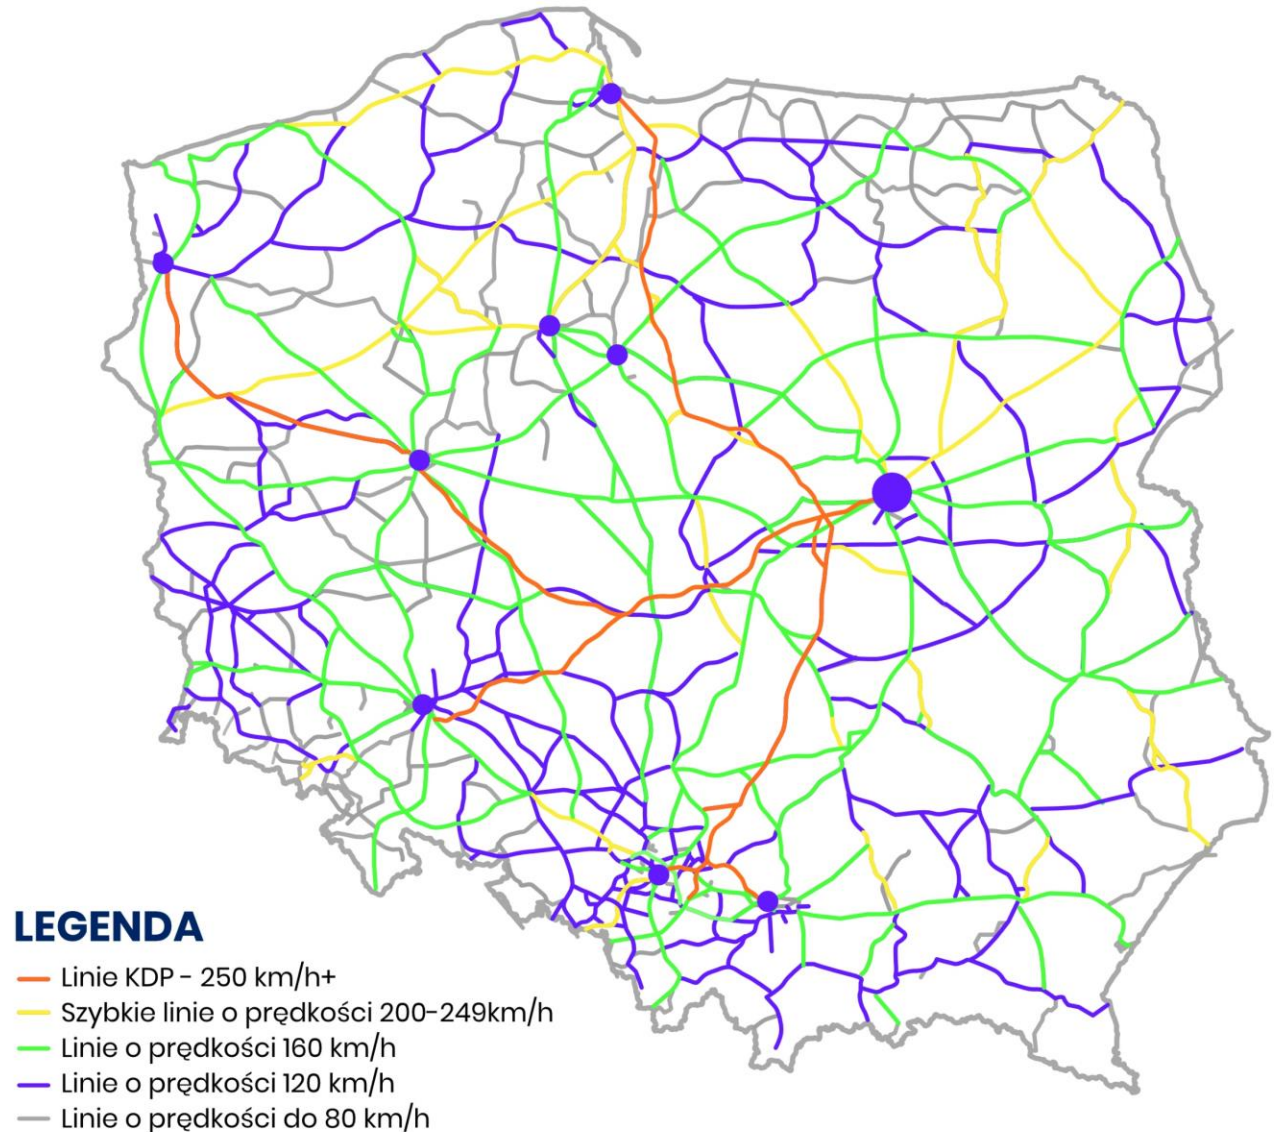 LEGENDA
Linie KDP - 250 km/h+
Szybkie linie o prędkości 200-249km/h
Linie o prędkości 160 km/h
Linie o prędkości 120 km/h
Linie o prędkości do 80 km/h